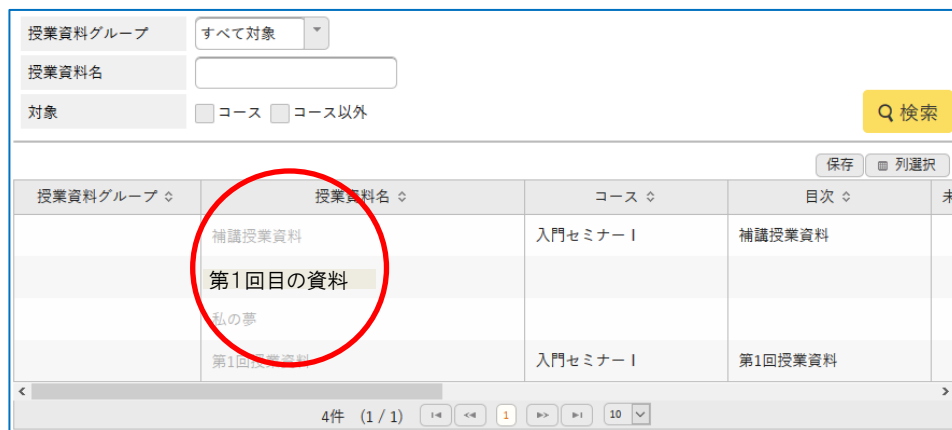 授業資料グループ すべて対象
授業資料名
対象 コース コース以外
検索
保存 列選択
授業資料グループ 授業資料名 コース 目次 未
補講授業資料 入門セミナーⅠ 補講授業資料
第1回目の資料
私の夢
第1回授業資料 入門セミナーⅠ 第1回授業資料
4件 (1 / 1) 1 10